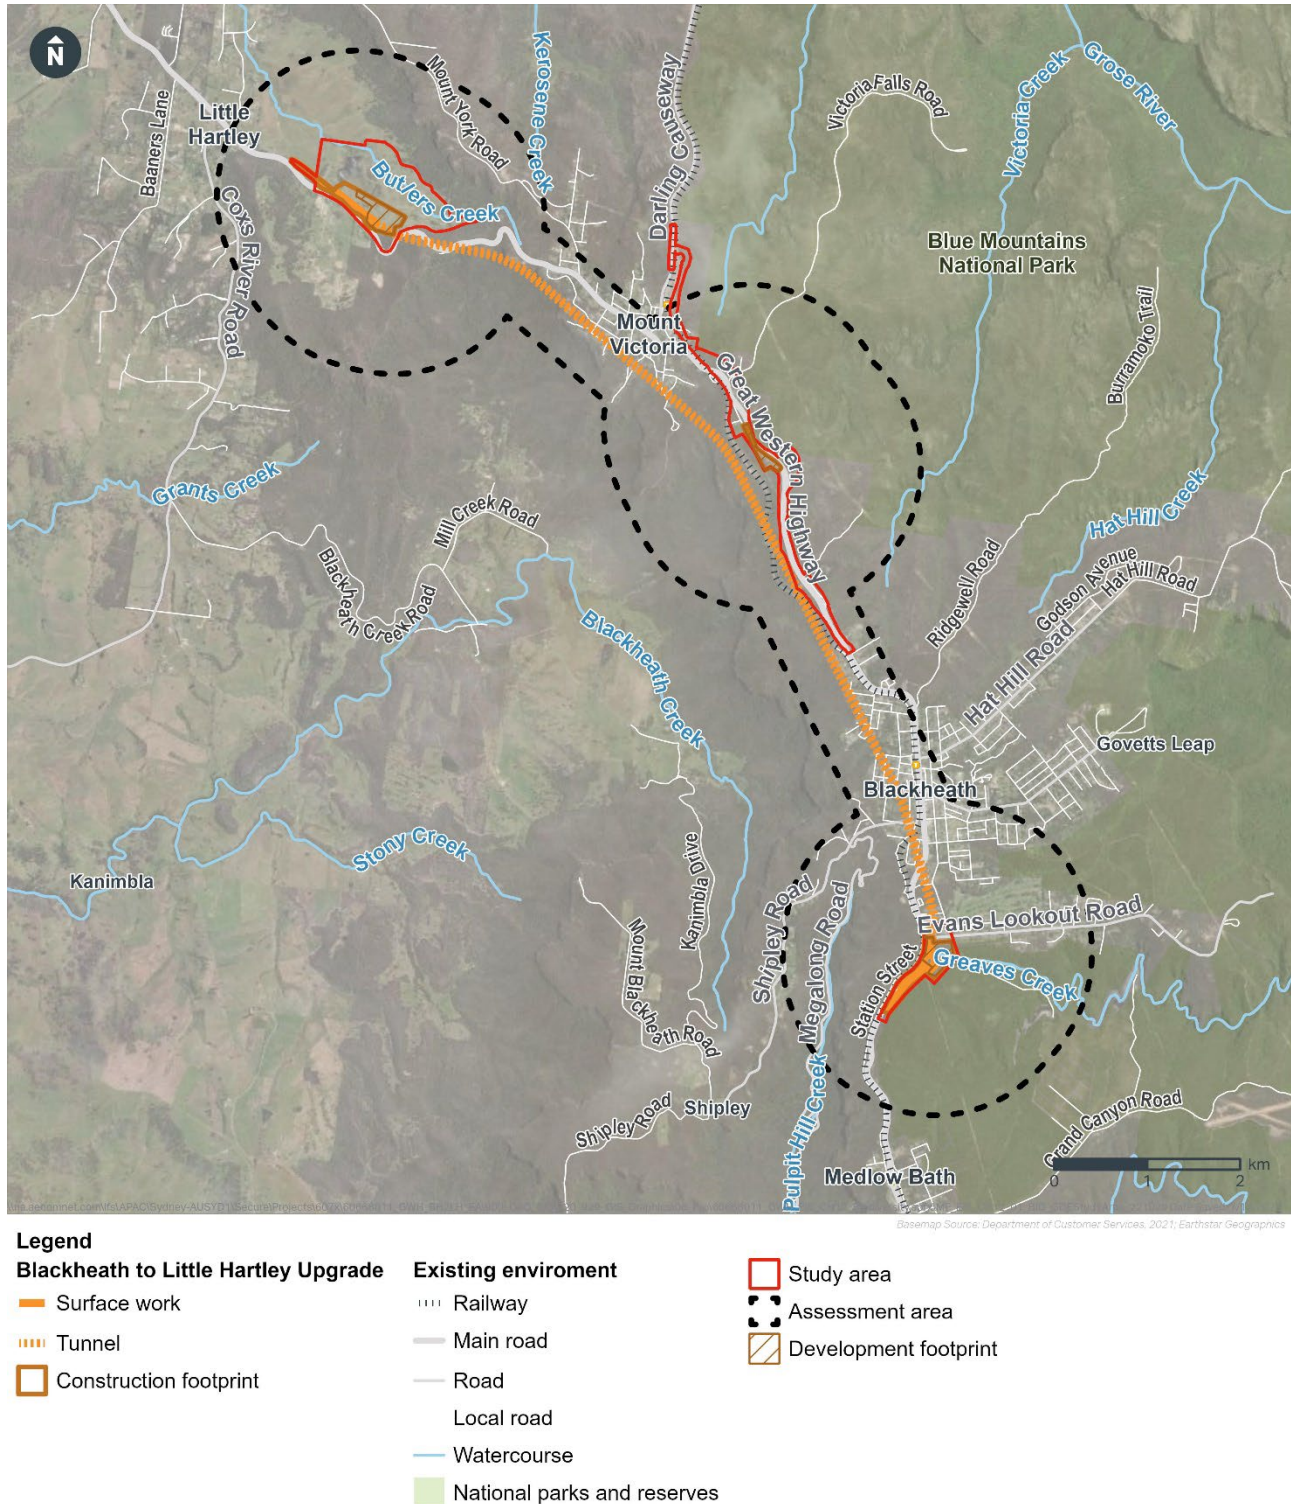 N
Little
Hartley
Baaners Lane
Coxs River Road
Mount York Road
Kerosene Creek
Butlers Creek
Darling Causeway
Victoria Falls Road
Victoria Creek
Grose River
Blue Mountains
National Park
Burramoko Trail
Mount
Victoria
Great Western Highway
Grants Creek
Mill Creek Road
Blackheath Creek Road
Blackheath Creek
Hat Hill Creek
Ridgewell Road
Godson Avenue
Hat Hill Road
Hat Hill Road
Govetts Leap
Blackheath
Stony Creek
Kanimbla
Kanimbla Drive
Mount Blackheath Road
Shipley Road
Megalong Road
Evans Lookout Road
Station Street
Greaves Creek
Shipley Road
Shipley
Pulpit Hill Creek
Grand Canyon Road
Medlow Bath
km
0 1 2
Basemap Source: Department of Customer Services, 2021; Earthstar Geographics
Legend
Blackheath to Little Hartley Upgrade
Surface work
Tunnel
Construction footprint
Existing enviroment
Railway
Main road
Road
Local road
Watercourse
National parks and reserves
Study area
Assessment area
Development footprint